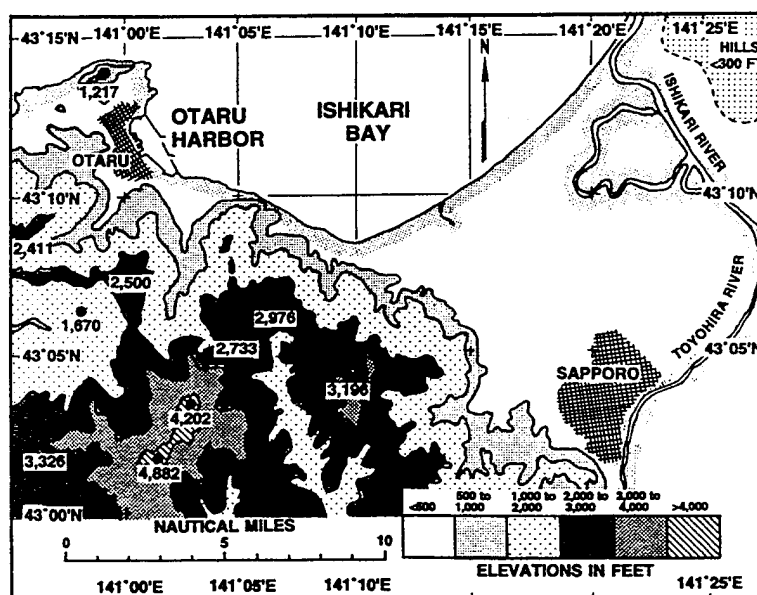 43°15'N
141°00'E
141°05'E
141°10'E
141°15'E
141°20'E
141°25'E
N
HILLS
<300 FT
1,217
OTARU
HARBOR
ISHIKARI
BAY
ISHIKARI RIVER
OTARU
43°10'N
43°10'N
2,411
2,500
TOYOHIRA RIVER
1,670
2,976
2,733
43°05'N
43°05'N
SAPPORO
3,196
4,202
3,326
4,882
43°00'N
NAUTICAL MILES
0 5 10
<500
500 to 1,000
1,000 to 2,000
2,000 to 3,000
3,000 to 4,000
>4,000
ELEVATIONS IN FEET
141°00'E
141°05'E
141°10'E
141°25'E